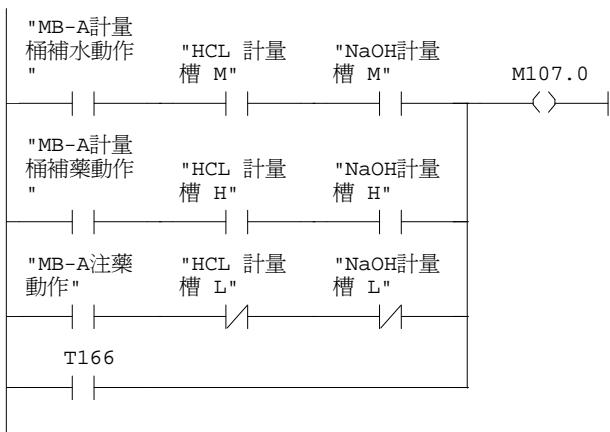 "MB-A計量
桶補水動作
"
"HCL 計量
槽 M"
"NaOH計量
槽 M"
M107.0
"MB-A計量
桶補藥動作
"
"HCL 計量
槽 H"
"NaOH計量
槽 H"
"MB-A注藥
動作"
"HCL 計量
槽 L"
"NaOH計量
槽 L"
T166